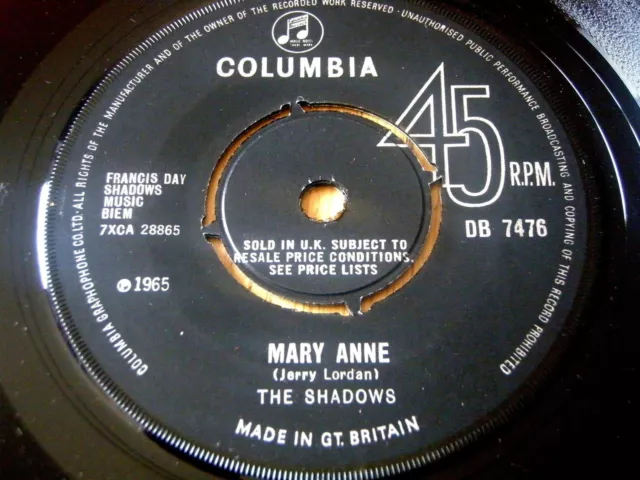 COLUMBIA GRAPHOPHONE CO.LTD·ALL RIGHTS OF THE MANUFACTURER AND OF THE OWNER OF THE RECORDED WORK RESERVED·UNAUTHORISED PUBLIC PERFORMANCE BROADCASTING AND COPYING OF THIS RECORD PROHIBITED
COLUMBIA
45
R.P.M.
FRANCIS DAY
SHADOWS
MUSIC
BIEM
7XCA 28865
DB 7476
SOLD IN U.K. SUBJECT TO
RESALE PRICE CONDITIONS,
SEE PRICE LISTS
℗1965
MARY ANNE
(Jerry Lordan)
THE SHADOWS
MADE IN GT. BRITAIN